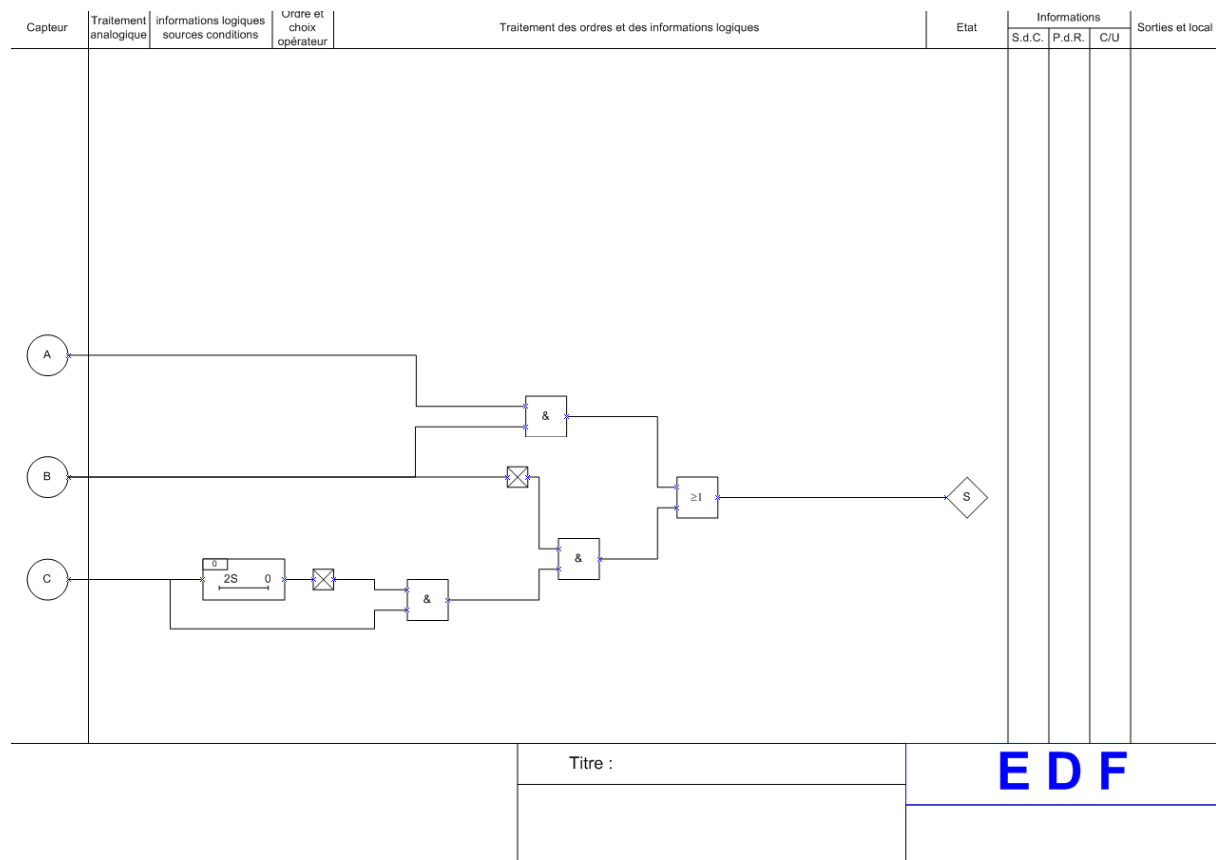 Capteur
Traitement
analogique
informations logiques
sources conditions
Ordre et
choix
opérateur
Traitement des ordres et des informations logiques
Etat
Informations
S.d.C.
P.d.R.
C/U
Sorties et local
A
&
B
≥1
S
&
C
0
2S 0
&
Titre :
EDF